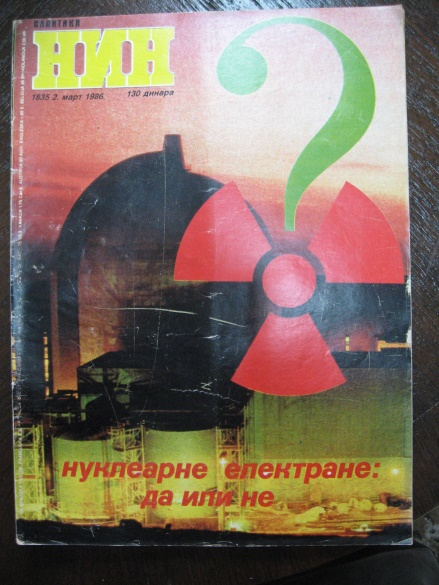 политика
НИН
1835 2. март 1986.
130 динара
нуклеарне електране:
да или не